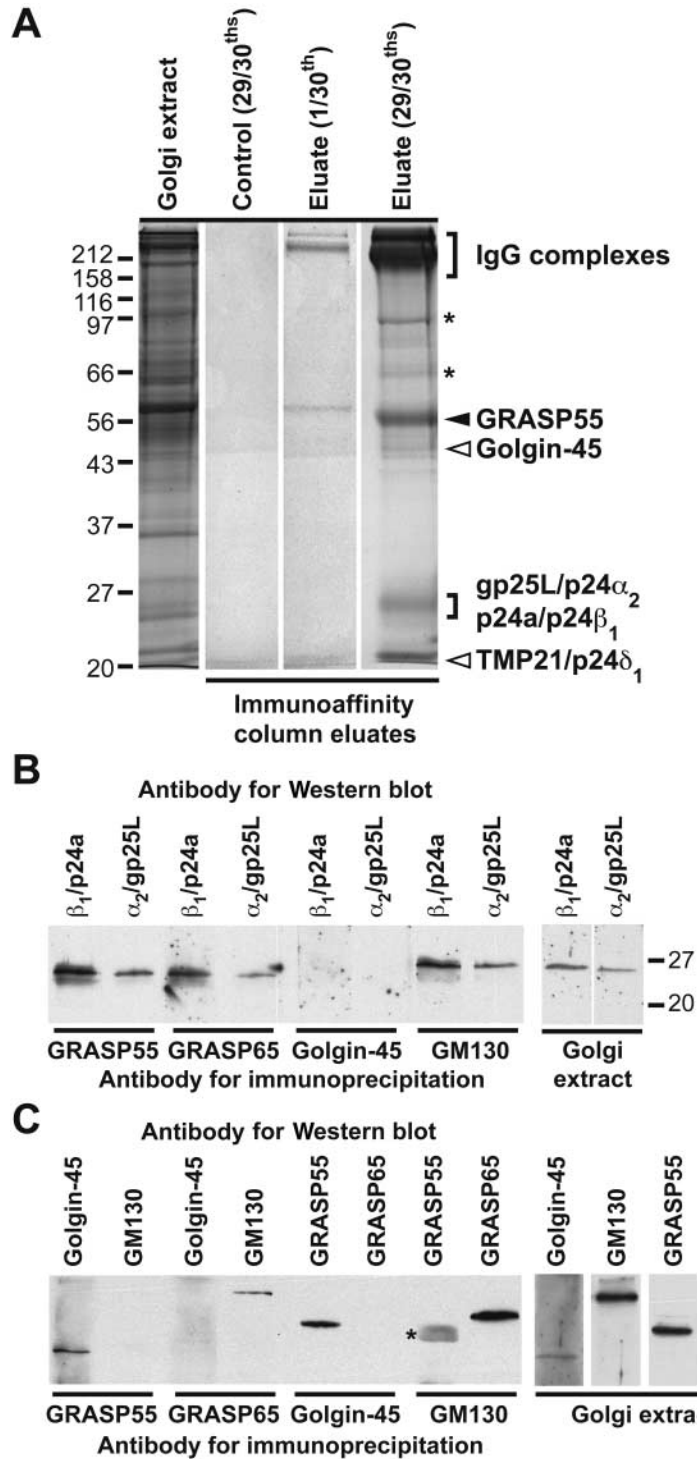 A
Golgi extract
Control (29/30ths)
Eluate (1/30th)
Eluate (29/30ths)
212
158
116
97
66
56
43
37
27
20
IgG complexes
*
*
GRASP55
Golgin-45
gp25L/p24α2
p24a/p24β1
TMP21/p24δ1
Immunoaffinity
column eluates
B
Antibody for Western blot
β1/p24a
α2/gp25L
β1/p24a
α2/gp25L
β1/p24a
α2/gp25L
β1/p24a
α2/gp25L
β1/p24a
α2/gp25L
27
20
GRASP55 GRASP65 Golgin-45 GM130 Golgi
Antibody for immunoprecipitation extract
C
Antibody for Western blot
Golgin-45
GM130
Golgin-45
GM130
GRASP55
GRASP65
GRASP55
GRASP65
Golgin-45
GM130
GRASP55
*
GRASP55 GRASP65 Golgin-45 GM130 Golgi extra
Antibody for immunoprecipitation